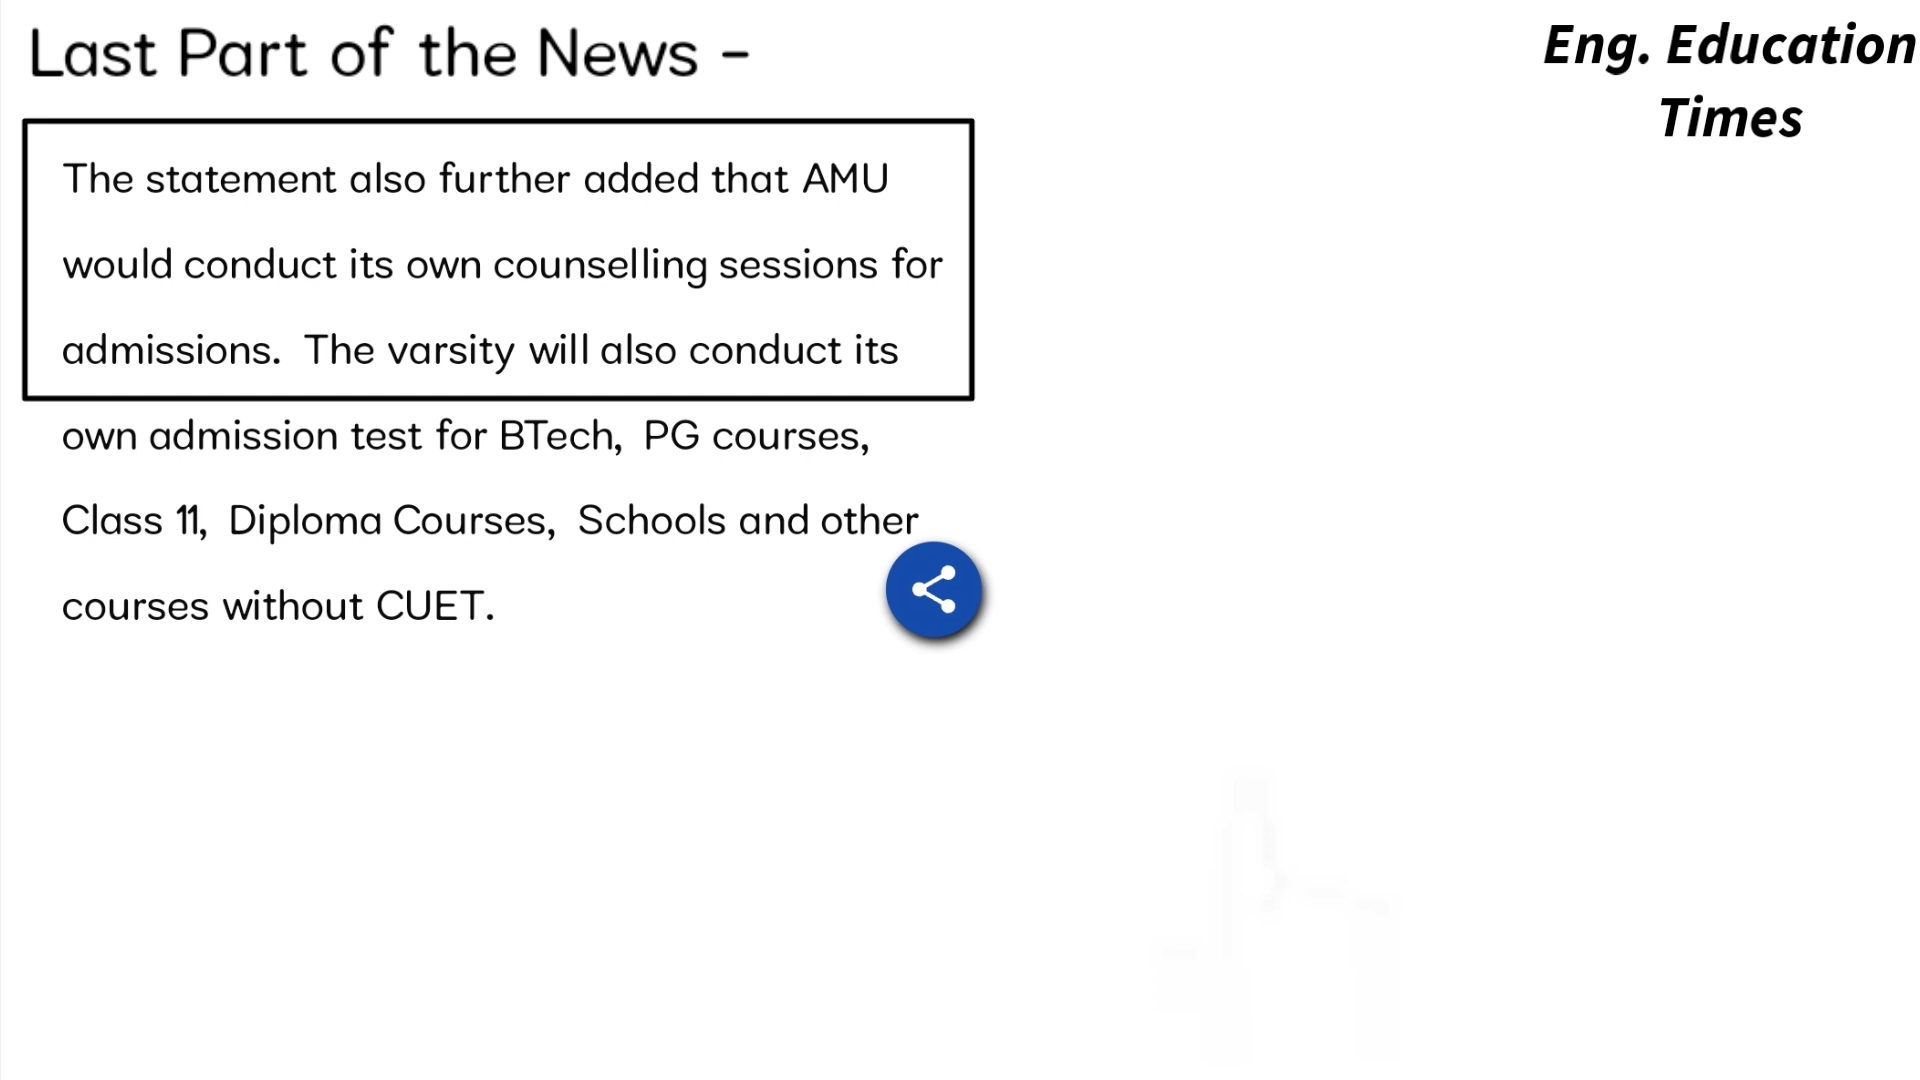 Last Part of the News -
Eng. Education
Times
The statement also further added that AMU
would conduct its own counselling sessions for
admissions. The varsity will also conduct its
own admission test for BTech, PG courses,
Class 11, Diploma Courses, Schools and other
courses without CUET.